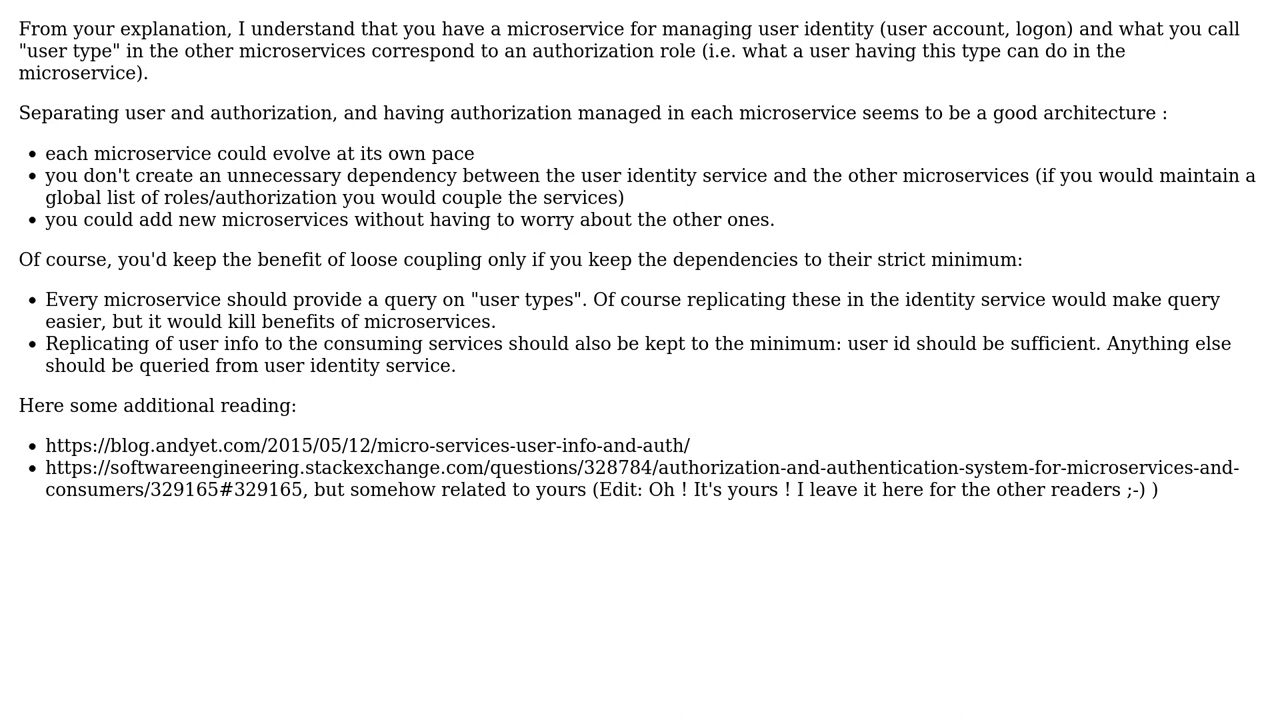 From your explanation, I understand that you have a microservice for managing user identity (user account, logon) and what you call
"user type" in the other microservices correspond to an authorization role (i.e. what a user having this type can do in the
microservice).
Separating user and authorization, and having authorization managed in each microservice seems to be a good architecture :
• each microservice could evolve at its own pace
• you don't create an unnecessary dependency between the user identity service and the other microservices (if you would maintain a
global list of roles/authorization you would couple the services)
• you could add new microservices without having to worry about the other ones.
Of course, you'd keep the benefit of loose coupling only if you keep the dependencies to their strict minimum:
• Every microservice should provide a query on "user types". Of course replicating these in the identity service would make query
easier, but it would kill benefits of microservices.
• Replicating of user info to the consuming services should also be kept to the minimum: user id should be sufficient. Anything else
should be queried from user identity service.
Here some additional reading:
• https://blog.andyet.com/2015/05/12/micro-services-user-info-and-auth/
• https://softwareengineering.stackexchange.com/questions/328784/authorization-and-authentication-system-for-microservices-and-
consumers/329165#329165, but somehow related to yours (Edit: Oh ! It's yours ! I leave it here for the other readers ;-) )